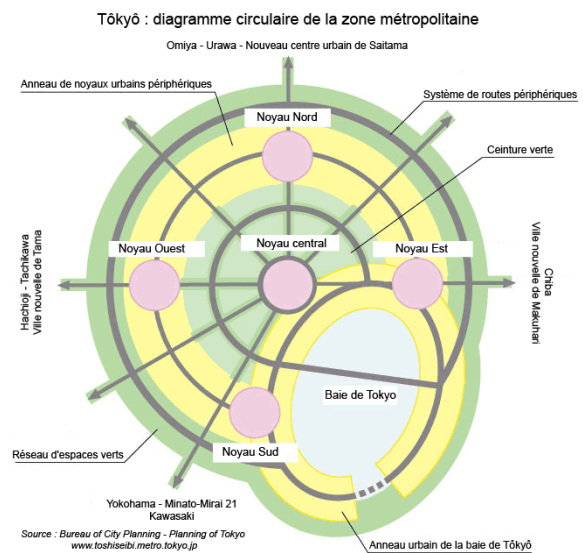 Tôkyô : diagramme circulaire de la zone métropolitaine
Omiya - Urawa - Nouveau centre urbain de Saitama
Anneau de noyaux urbains périphériques
Système de routes périphériques
Noyau Nord
Ceinture verte
Noyau Ouest
Noyau central
Noyau Est
Hachoji - Tachikawa
Ville nouvelle de Tama
Chiba
Ville nouvelle de Makuhari
Baie de Tokyo
Noyau Sud
Réseau d'espaces verts
Yokohama - Minato-Mirai 21
Kawasaki
Source : Bureau of City Planning - Planning of Tokyo
www.toshiseibi.metro.tokyo.jp
Anneau urbain de la baie de Tôkyô